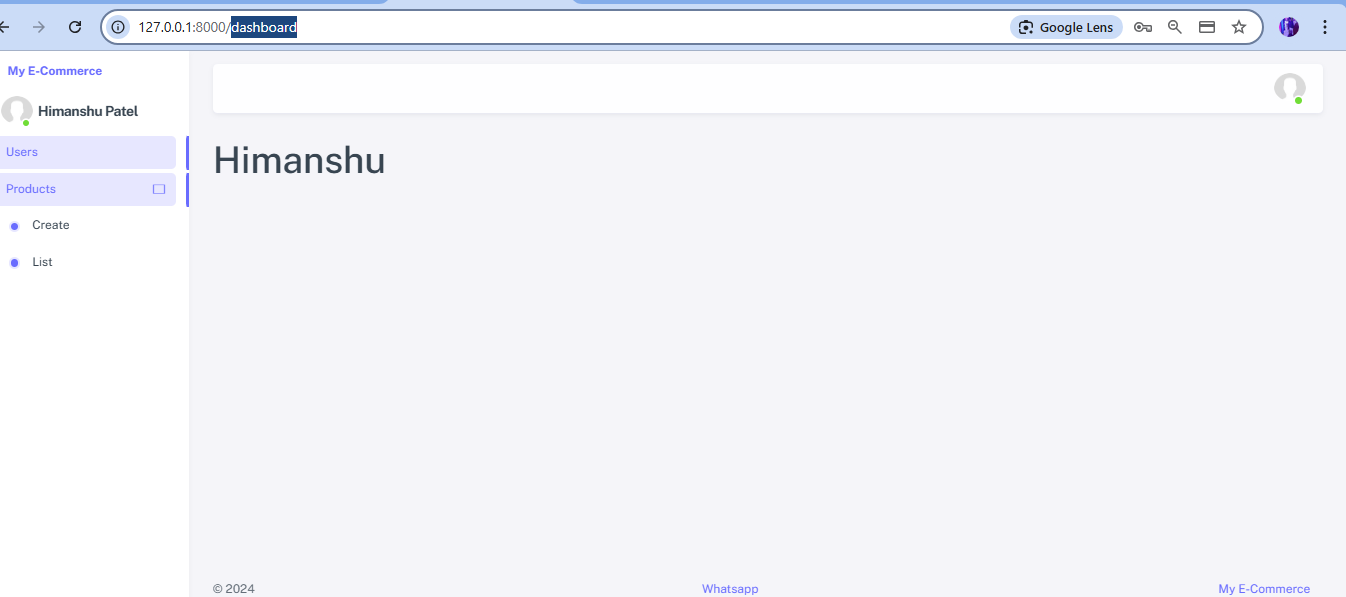 127.0.0.1:8000/dashboard
Google Lens
My E-Commerce
Himanshu Patel
Users
Products
Create
List
Himanshu
© 2024
Whatsapp
My E-Commerce